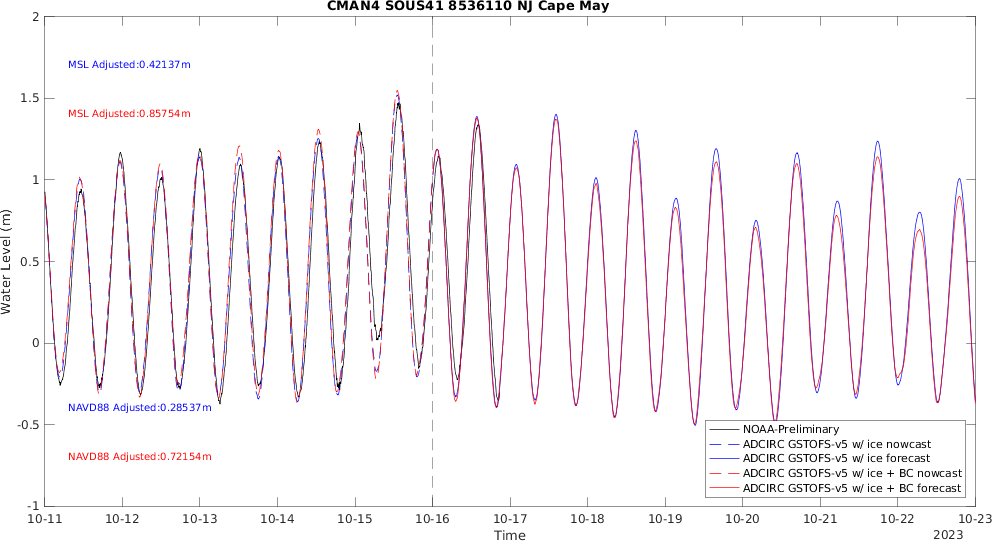 CMAN4 SOUS41 8536110 NJ Cape May
2
1.5
1
0.5
0
-0.5
-1
Water Level (m)
MSL Adjusted:0.42137m
MSL Adjusted:0.85754m
NAVD88 Adjusted:0.28537m
NAVD88 Adjusted:0.72154m
NOAA-Preliminary
ADCIRC GSTOFS-v5 w/ ice nowcast
ADCIRC GSTOFS-v5 w/ ice forecast
ADCIRC GSTOFS-v5 w/ ice + BC nowcast
ADCIRC GSTOFS-v5 w/ ice + BC forecast
10-11 10-12 10-13 10-14 10-15 10-16 10-17 10-18 10-19 10-20 10-21 10-22 10-23
Time
2023